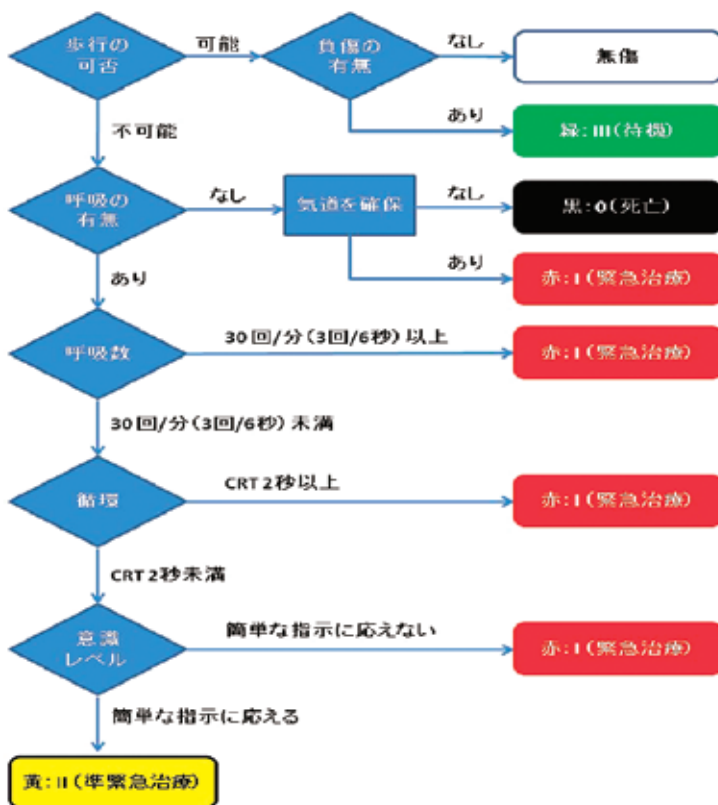 歩行の
可否
可能
負傷の
有無
なし
無傷
あり
緑:III(待機)
不可能
呼吸の
有無
なし
気道を確保
なし
黒:0(死亡)
あり
赤:I(緊急治療)
あり
呼吸数
30回/分(3回/6秒)以上
赤:I(緊急治療)
30回/分(3回/6秒)未満
循環
CRT 2秒以上
赤:I(緊急治療)
CRT 2秒未満
意識
レベル
簡単な指示に応えない
赤:I(緊急治療)
簡単な指示に応える
黄:II(準緊急治療)